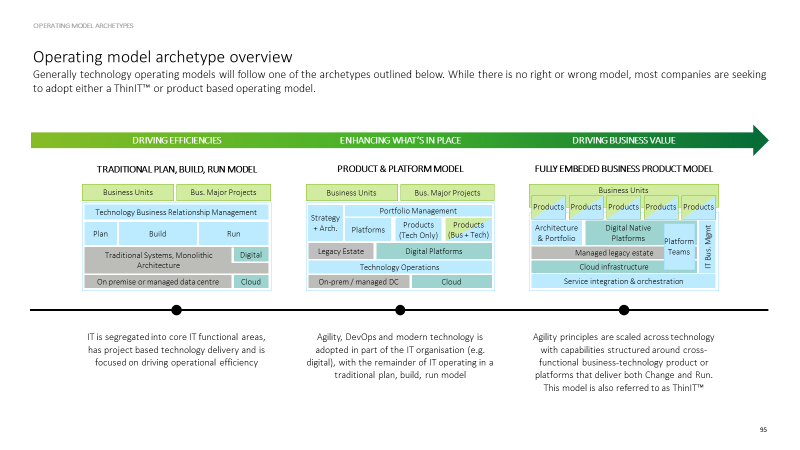 OPERATING MODEL ARCHETYPES
Operating model archetype overview
Generally technology operating models will follow one of the archetypes outlined below. While there is no right or wrong model, most companies are seeking
to adopt either a ThinIT™ or product based operating model.
DRIVING EFFICIENCIES
ENHANCING WHAT'S IN PLACE
DRIVING BUSINESS VALUE
TRADITIONAL PLAN, BUILD, RUN MODEL
Business Units
Bus. Major Projects
Technology Business Relationship Management
Plan
Build
Run
Traditional Systems, Monolithic
Architecture
Digital
On premise or managed data centre
Cloud
IT is segregated into core IT functional areas,
has project based technology delivery and is
focused on driving operational efficiency
PRODUCT & PLATFORM MODEL
Business Units
Bus. Major Projects
Strategy
+ Arch.
Portfolio Management
Platforms
Products
(Tech Only)
Products
(Bus + Tech)
Legacy Estate
Digital Platforms
Technology Operations
On-prem / managed DC
Cloud
Agility, DevOps and modern technology is
adopted in part of the IT organisation (e.g.
digital), with the remainder of IT operating in a
traditional plan, build, run model
FULLY EMBEDED BUSINESS PRODUCT MODEL
Business Units
Products
Products
Products
Products
Products
Architecture
& Portfolio
Digital Native
Platforms
Platform
Teams
IT Bus. Mgmt
Managed legacy estate
Cloud infrastructure
Service integration & orchestration
Agility principles are scaled across technology
with capabilities structured around cross-
functional business-technology product or
platforms that deliver both Change and Run.
This model is also referred to as ThinIT™
95